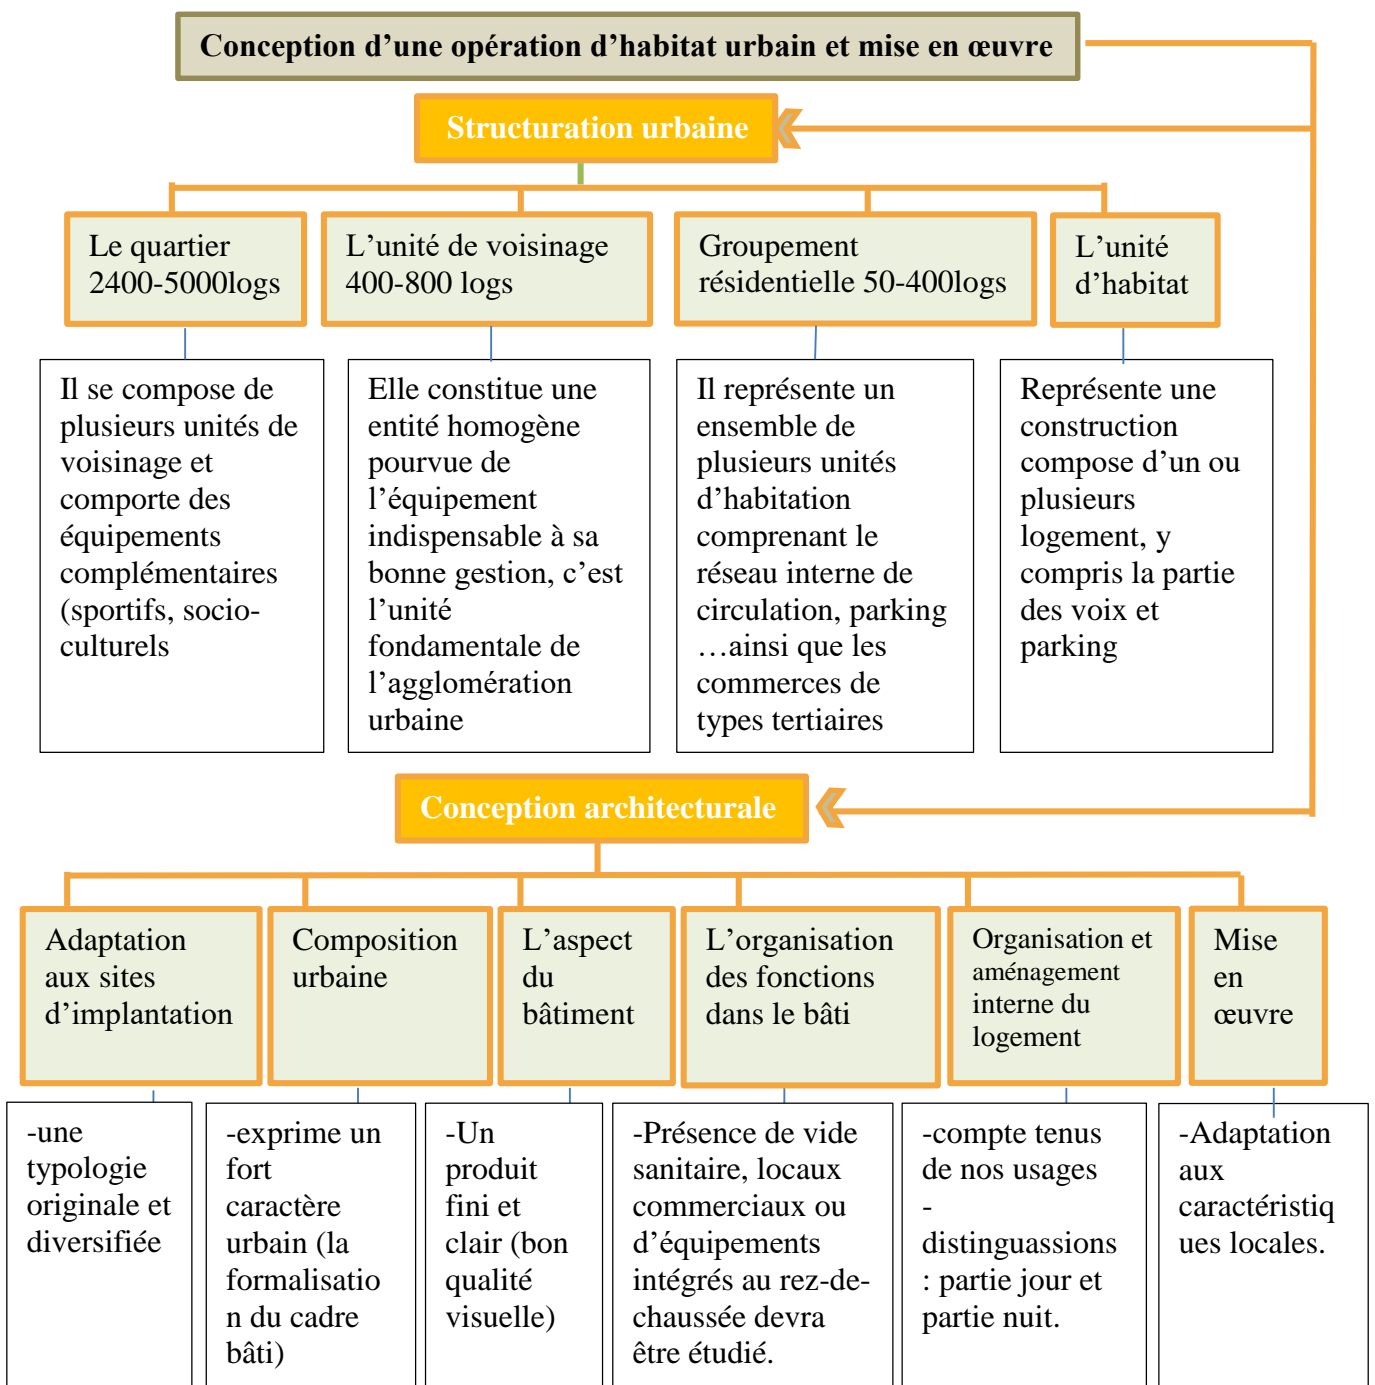 Conception d’une opération d’habitat urbain et mise en œuvre
Structuration urbaine
Le quartier
2400-5000logs
L’unité de voisinage
400-800 logs
Groupement
résidentielle 50-400logs
L’unité
d’habitat
Il se compose de
plusieurs unités de
voisinage et
comporte des
équipements
complémentaires
(sportifs, socio-
culturels
Elle constitue une
entité homogène
pourvue de
l’équipement
indispensable à sa
bonne gestion, c’est
l’unité
fondamentale de
l’agglomération
urbaine
Il représente un
ensemble de
plusieurs unités
d’habitation
comprenant le
réseau interne de
circulation, parking
…ainsi que les
commerces de
types tertiaires
Représente une
construction
compose d’un ou
plusieurs
logement, y
compris la partie
des voix et
parking
Conception architecturale
Adaptation
aux sites
d’implantation
Composition
urbaine
L’aspect
du
bâtiment
L’organisation
des fonctions
dans le bâti
Organisation et
aménagement
interne du
logement
Mise
en
œuvre
-une
typologie
originale et
diversifiée
-exprime un
fort
caractère
urbain (la
formalisatio
n du cadre
bâti)
-Un
produit
fini et
clair (bon
qualité
visuelle)
-Présence de vide
sanitaire, locaux
commerciaux ou
d’équipements
intégrés au rez-de-
chaussée devra
être étudié.
-compte tenus
de nos usages
-
distinguassions
: partie jour et
partie nuit.
-Adaptation
aux
caractéristiq
ues locales.